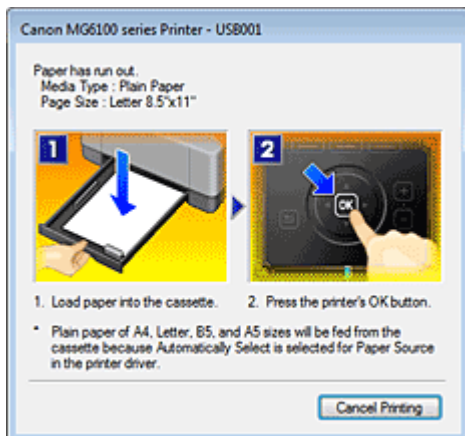 Canon MG6100 series Printer - USB001
Paper has run out.
Media Type : Plain Paper
Page Size : Letter 8.5"x11"
1
2
OK
1. Load paper into the cassette.
2. Press the printer's OK button.
* Plain paper of A4, Letter, B5, and A5 sizes will be fed from the
cassette because Automatically Select is selected for Paper Source
in the printer driver.
Cancel Printing